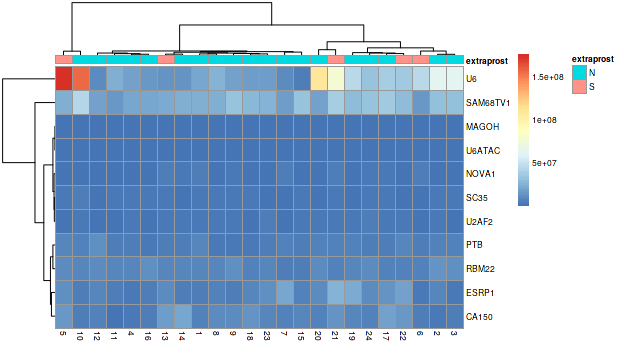 extraprost
U6
SAM68TV1
MAGOH
U6ATAC
NOVA1
SC35
U2AF2
PTB
RBM22
ESRP1
CA150
5 10 12 11 4 16 13 14 1 8 9 18 23 7 15 20 21 19 24 17 22 6 2 3
1.5e+08
1e+08
5e+07
extraprost
N
S